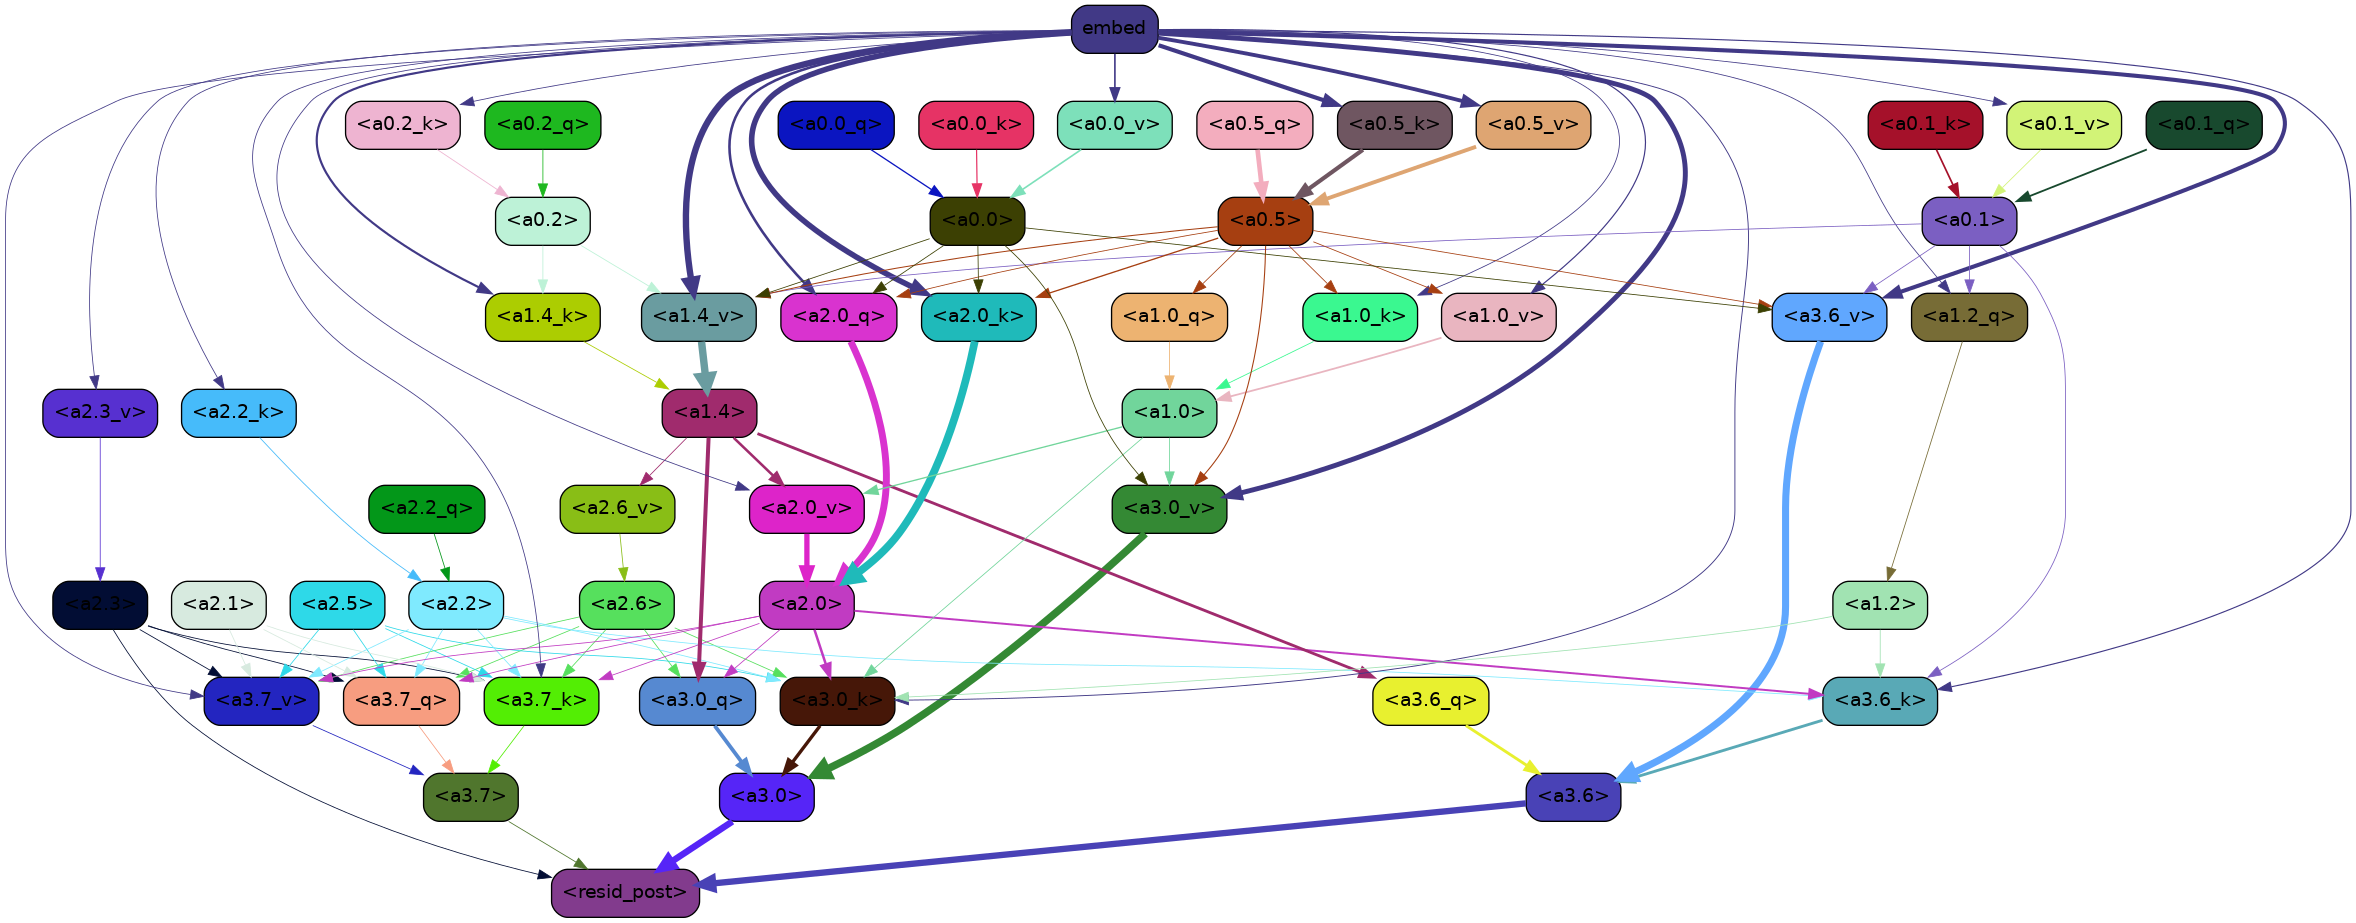 embed
<a0.2_k>
<a0.2_q>
<a0.0_q>
<a0.0_k>
<a0.0_v>
<a0.5_q>
<a0.5_k>
<a0.5_v>
<a0.1_k>
<a0.1_v>
<a0.1_q>
<a0.2>
<a0.0>
<a0.5>
<a0.1>
<a1.4_k>
<a1.4_v>
<a2.0_q>
<a2.0_k>
<a1.0_q>
<a1.0_k>
<a1.0_v>
<a3.6_v>
<a1.2_q>
<a2.3_v>
<a2.2_k>
<a1.4>
<a1.0>
<a2.2_q>
<a2.6_v>
<a2.0_v>
<a3.0_v>
<a2.3>
<a2.1>
<a2.5>
<a2.2>
<a2.6>
<a2.0>
<a1.2>
<a3.7_v>
<a3.7_q>
<a3.7_k>
<a3.0_q>
<a3.0_k>
<a3.6_q>
<a3.6_k>
<a3.7>
<a3.0>
<a3.6>
<resid_post>